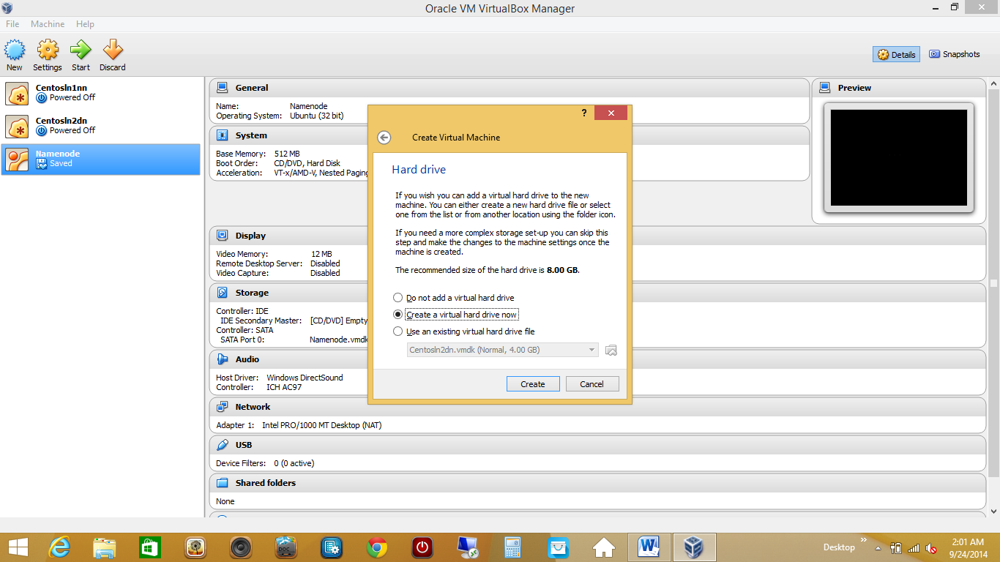 Oracle VM VirtualBox Manager
File Machine Help
New Settings Start Discard
Details Snapshots
Centosln1nn
Powered Off
Centosln2dn
Powered Off
Namenode
Saved
General
Name: Namenode
Operating System: Ubuntu (32 bit)
System
Base Memory: 512 MB
Boot Order: CD/DVD, Hard Disk
Acceleration: VT-x/AMD-V, Nested Paging
Display
Video Memory: 12 MB
Remote Desktop Server: Disabled
Video Capture: Disabled
Storage
Controller: IDE
IDE Secondary Master: [CD/DVD] Empty
Controller: SATA
SATA Port 0: Namenode.vmdk
Audio
Host Driver: Windows DirectSound
Controller: ICH AC97
Network
Adapter 1: Intel PRO/1000 MT Desktop (NAT)
USB
Device Filters: 0 (0 active)
Shared folders
None
Preview
?
Create Virtual Machine
Hard drive
If you wish you can add a virtual hard drive to the new
machine. You can either create a new hard drive file or select
one from the list or from another location using the folder icon.
If you need a more complex storage set-up you can skip this
step and make the changes to the machine settings once the
machine is created.
The recommended size of the hard drive is 8.00 GB.
Do not add a virtual hard drive
Create a virtual hard drive now
Use an existing virtual hard drive file
Centosln2dn.vmdk (Normal, 4.00 GB)
Create Cancel
DOC
Desktop
2:01 AM
9/24/2014